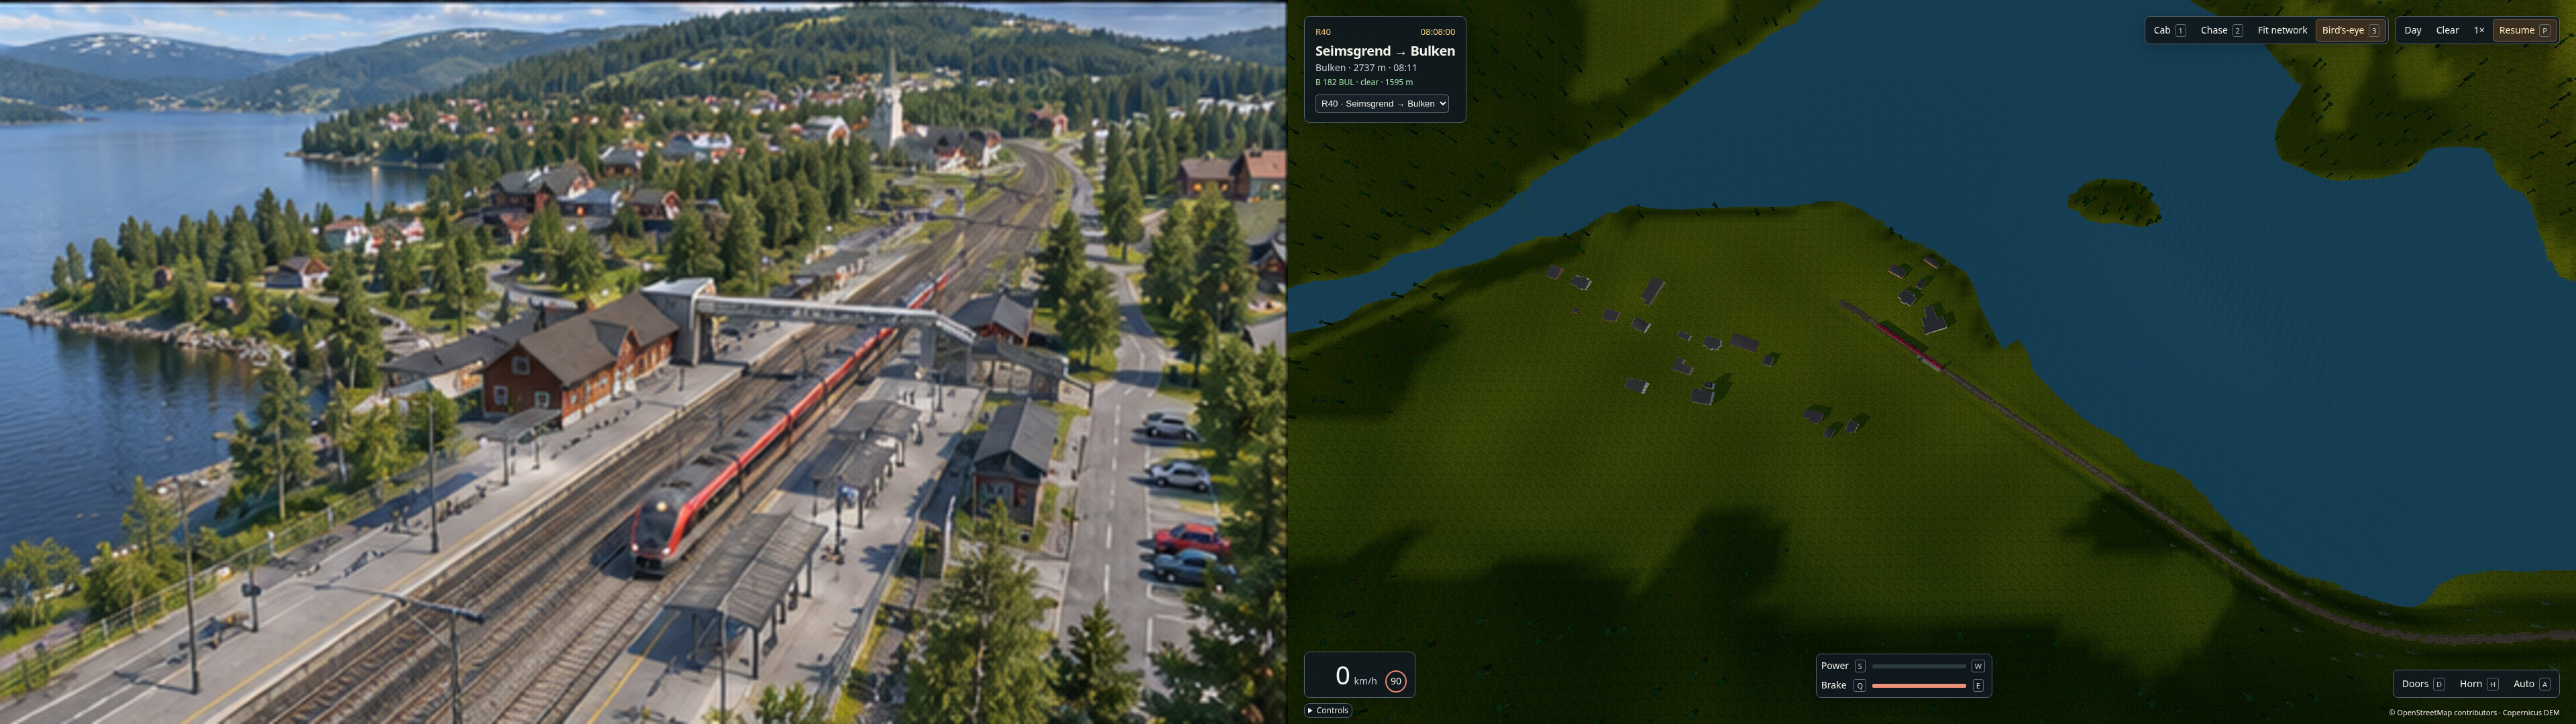 R40 08:08:00
Seimsgrend → Bulken
Bulken · 2737 m · 08:11
B 182 BUL · clear · 1595 m
R40 · Seimsgrend → Bulken
Cab 1 Chase 2 Fit network Bird's-eye 3 Day Clear 1× Resume P
0 km/h 90
▶ Controls
Power S W
Brake Q E
Doors D Horn H Auto A
© OpenStreetMap contributors · Copernicus DEM